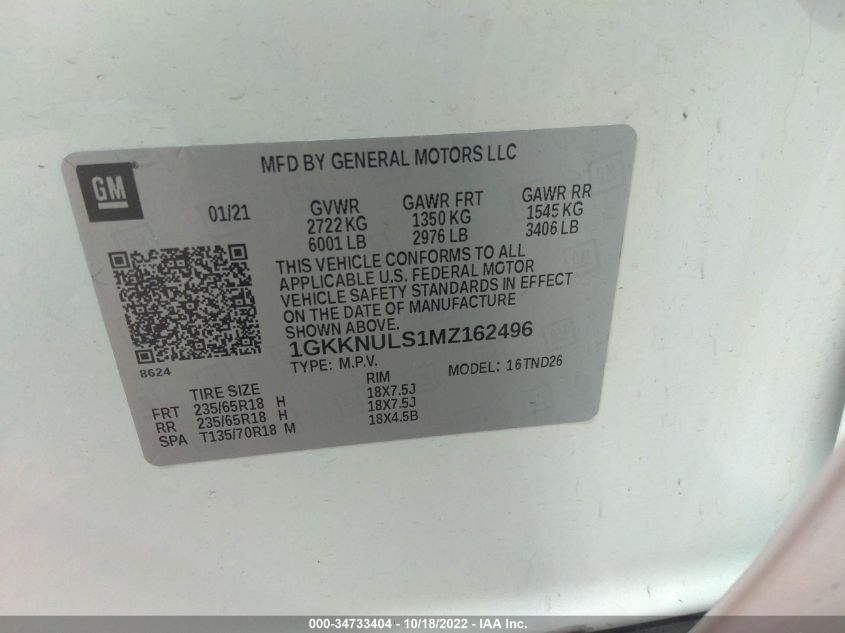 MFD BY GENERAL MOTORS LLC
GM
01/21
GVWR
2722 KG
6001 LB
GAWR FRT
1350 KG
2976 LB
GAWR RR
1545 KG
3406 LB
THIS VEHICLE CONFORMS TO ALL
APPLICABLE U.S. FEDERAL MOTOR
VEHICLE SAFETY STANDARDS IN EFFECT
ON THE DATE OF MANUFACTURE
SHOWN ABOVE.
1GKKNULS1MZ162496
8624
TYPE: M.P.V.
MODEL: 16TND26
TIRE SIZE
RIM
FRT 235/65R18 H 18X7.5J
RR 235/65R18 H 18X7.5J
SPA T135/70R18 M 18X4.5B
000-34733404 - 10/18/2022 - IAA Inc.